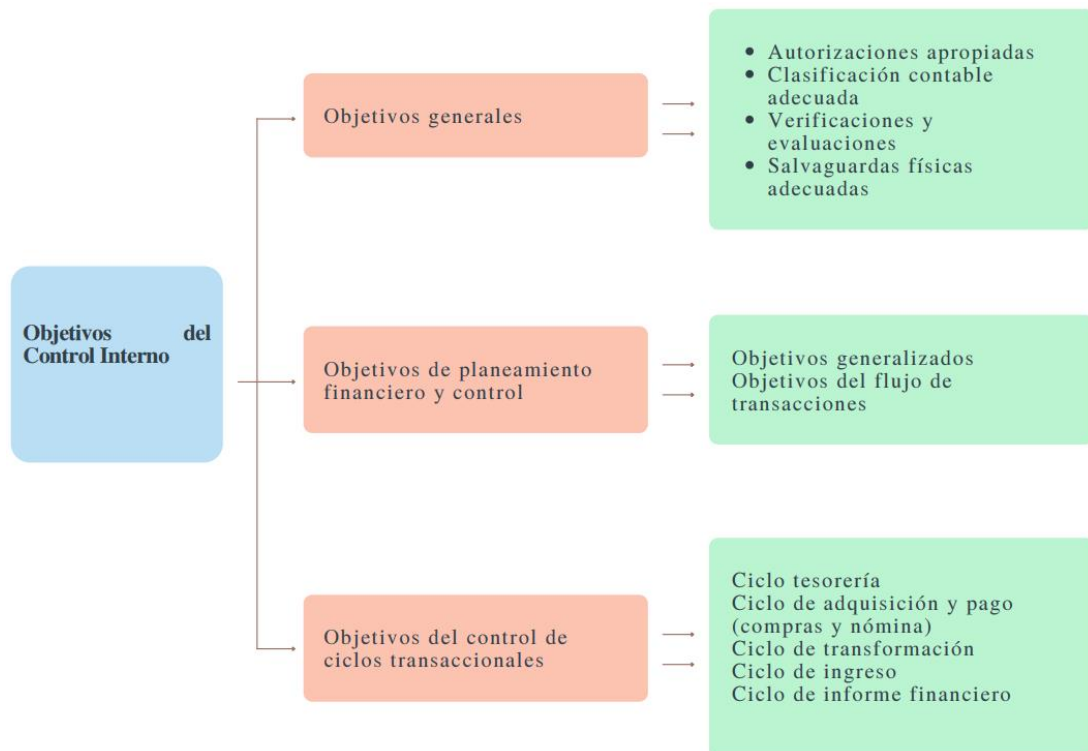 Objetivos del
Control Interno
Objetivos generales
• Autorizaciones apropiadas
• Clasificación contable
adecuada
• Verificaciones y
evaluaciones
• Salvaguardas físicas
adecuadas
Objetivos de planeamiento
financiero y control
Objetivos generalizados
Objetivos del flujo de
transacciones
Objetivos del control de
ciclos transaccionales
Ciclo tesorería
Ciclo de adquisición y pago
(compras y nómina)
Ciclo de transformación
Ciclo de ingreso
Ciclo de informe financiero